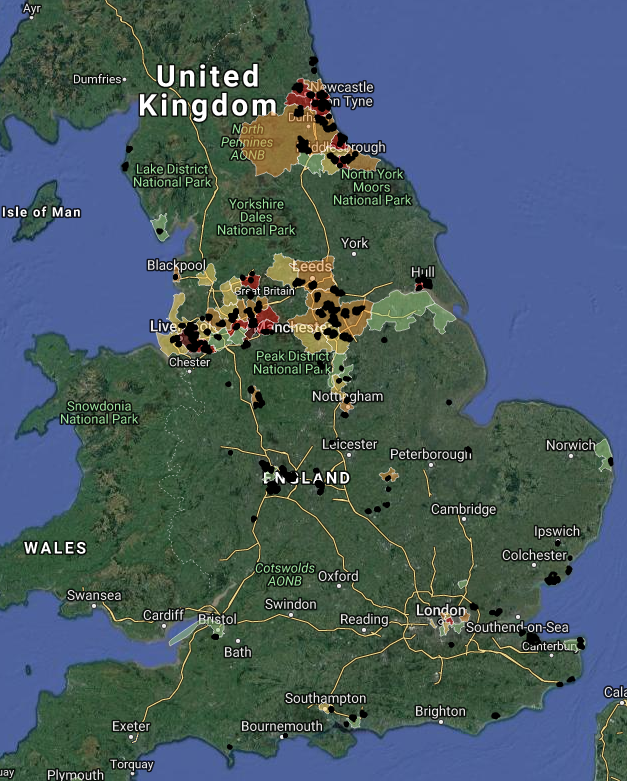 Ayr
Dumfries
United
Kingdom
Newcastle
on Tyne
North
Pennines
AONB
Lake District
National Park
North York
Moors
National Park
Isle of Man
Yorkshire
Dales
National Park
York
Blackpool
Leeds
Hull
Great Britain
Chester
Peak District
National Park
Snowdonia
National Park
Nottingham
Leicester
Peterborough
Norwich
ENGLAND
Cambridge
Ipswich
WALES
Colchester
Cotswolds
AONB
Oxford
Swansea
Swindon
London
Cardiff
Bristol
Reading
Southend-on-Sea
Bath
Canterbury
Southampton
Exeter
Bournemouth
Brighton
Torquay
Plymouth